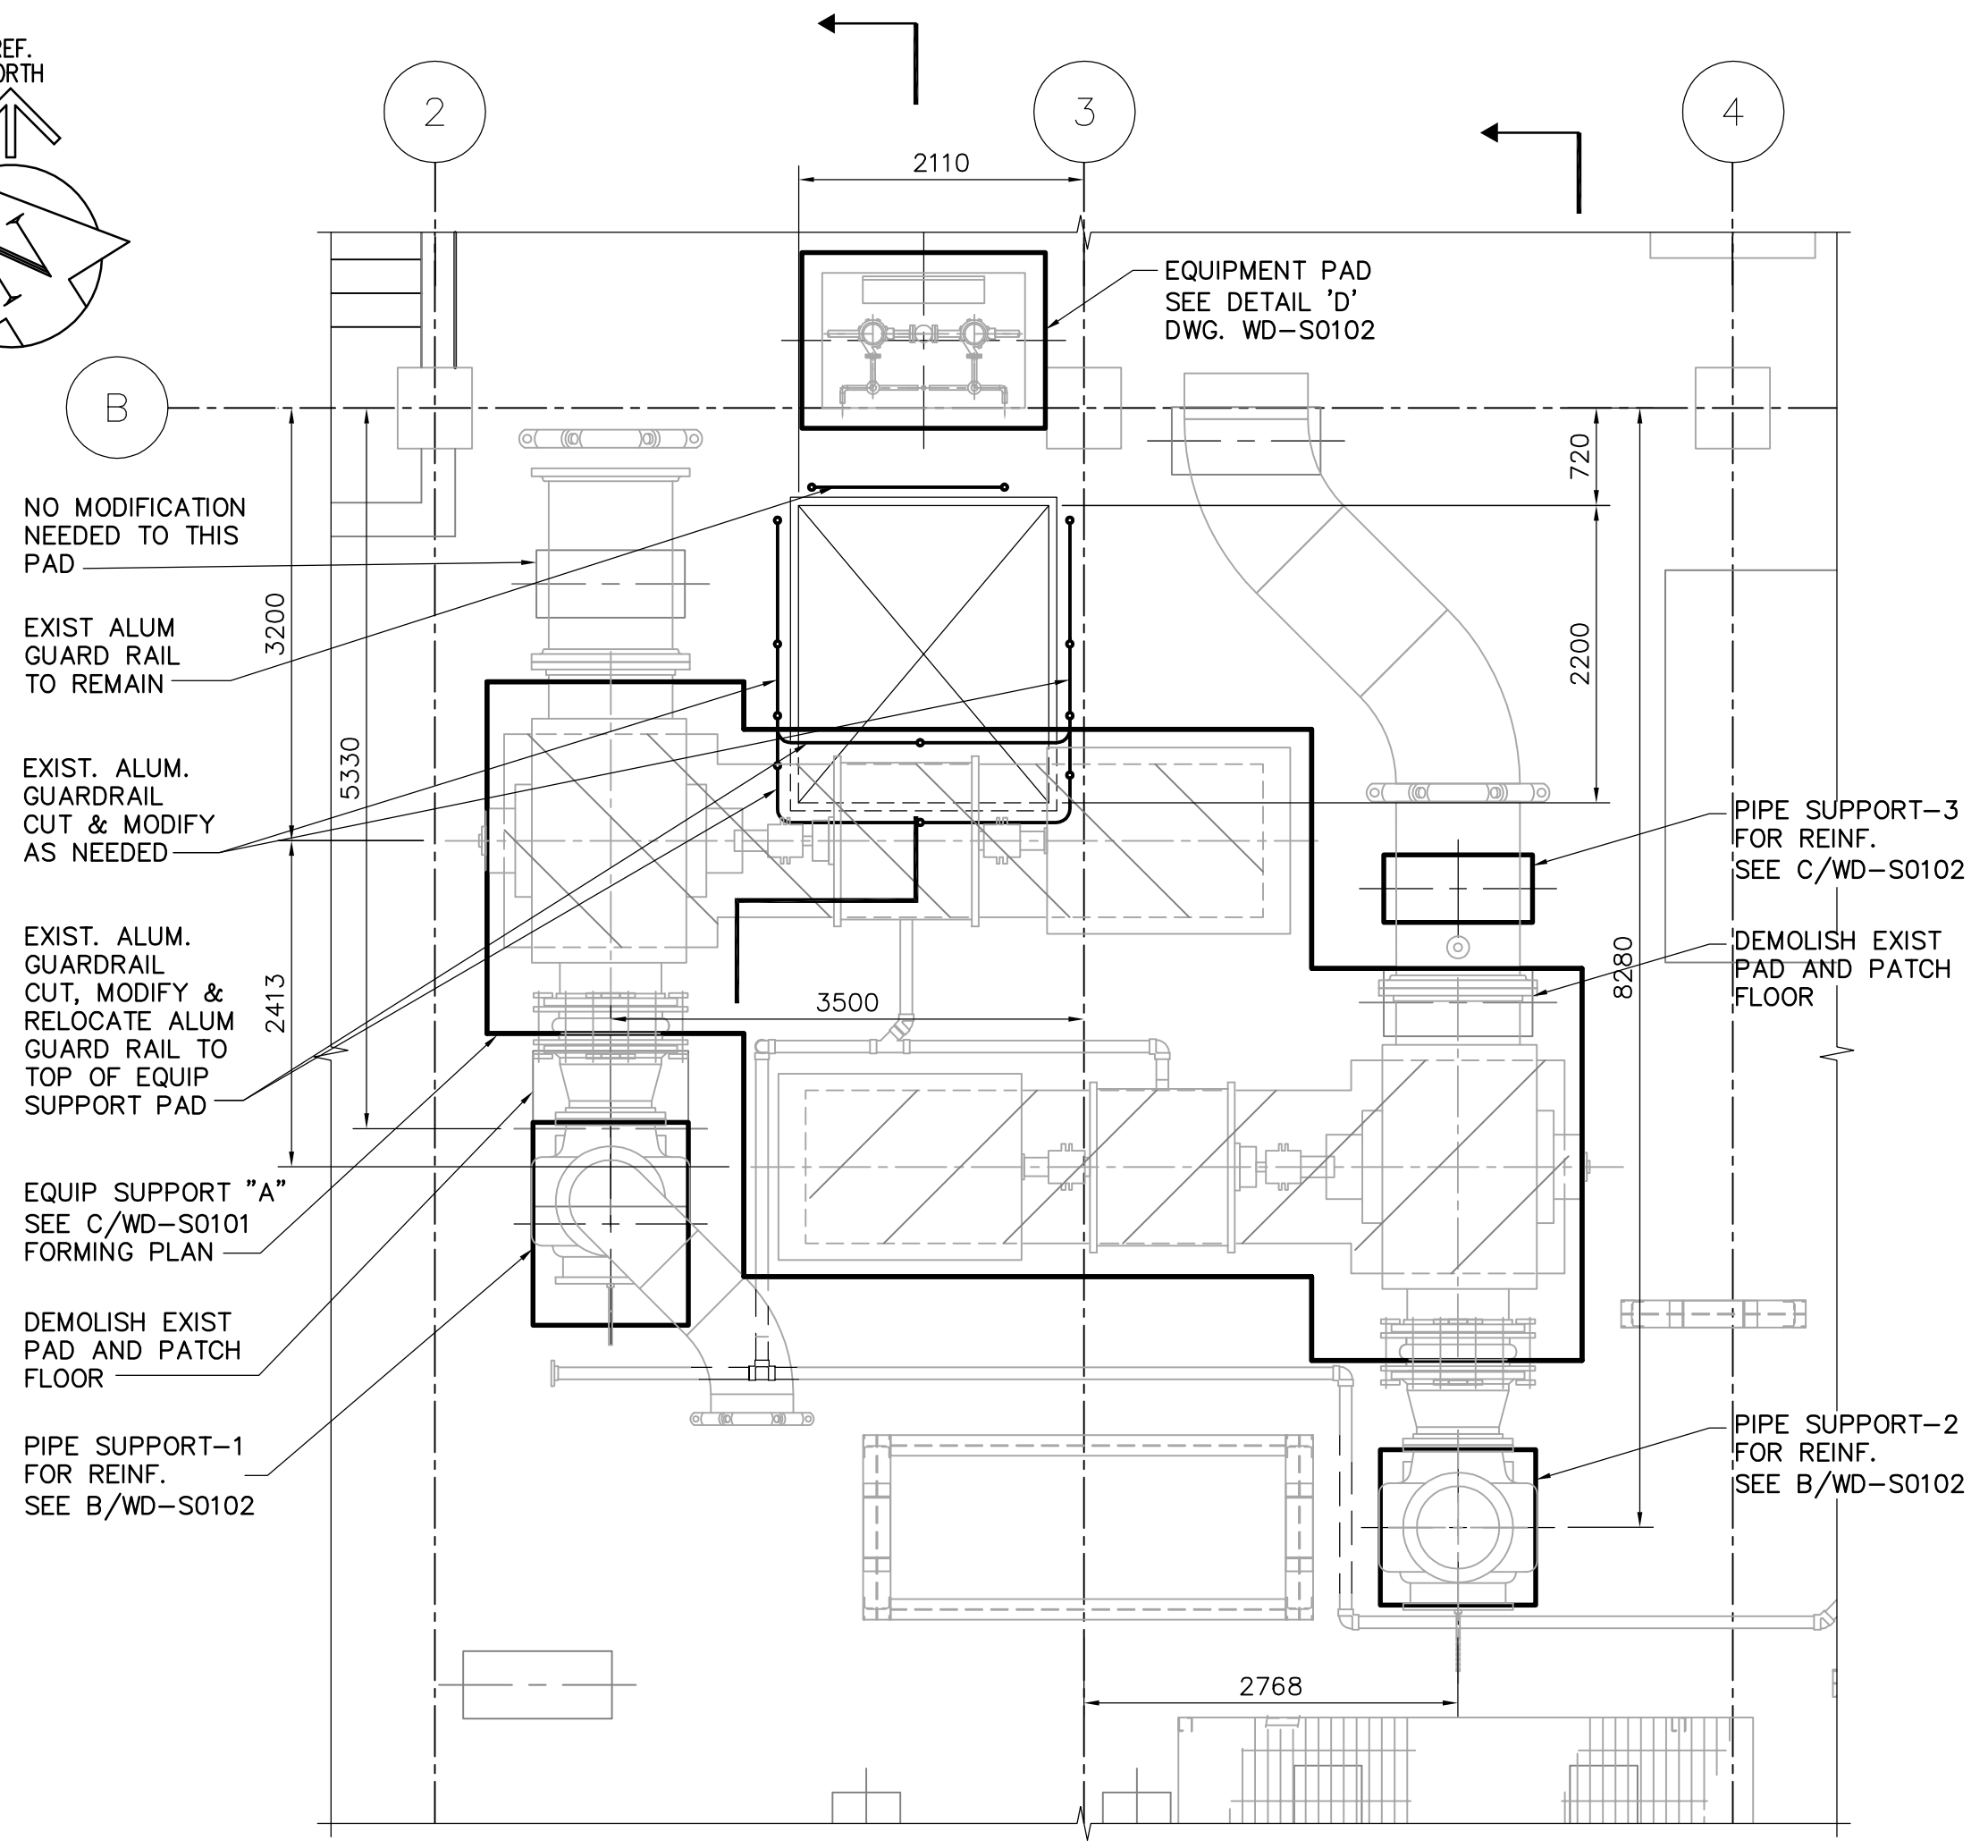 2
3
4
2110
EQUIPMENT PAD
SEE DETAIL 'D'
DWG. WD-S0102
B
NO MODIFICATION
NEEDED TO THIS
PAD
EXIST ALUM
GUARD RAIL
TO REMAIN
EXIST. ALUM.
GUARDRAIL
CUT & MODIFY
AS NEEDED
EXIST. ALUM.
GUARDRAIL
CUT, MODIFY &
RELOCATE ALUM
GUARD RAIL TO
TOP OF EQUIP
SUPPORT PAD
EQUIP SUPPORT "A"
SEE C/WD-S0101
FORMING PLAN
DEMOLISH EXIST
PAD AND PATCH
FLOOR
PIPE SUPPORT-1
FOR REINF.
SEE B/WD-S0102
3200
5330
2413
3500
720
2200
8280
PIPE SUPPORT-3
FOR REINF.
SEE C/WD-S0102
DEMOLISH EXIST
PAD AND PATCH
FLOOR
PIPE SUPPORT-2
FOR REINF.
SEE B/WD-S0102
2768
N